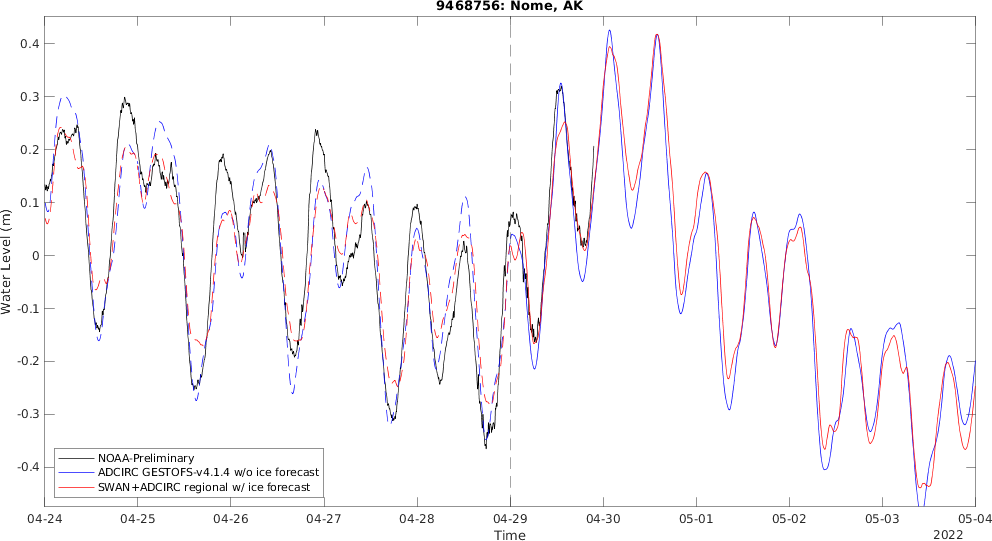 9468756: Nome, AK
0.4
0.3
0.2
0.1
0
-0.1
-0.2
-0.3
-0.4
Water Level (m)
NOAA-Preliminary
ADCIRC GESTOFS-v4.1.4 w/o ice forecast
SWAN+ADCIRC regional w/ ice forecast
04-24 04-25 04-26 04-27 04-28 04-29 04-30 05-01 05-02 05-03 05-04
Time
2022